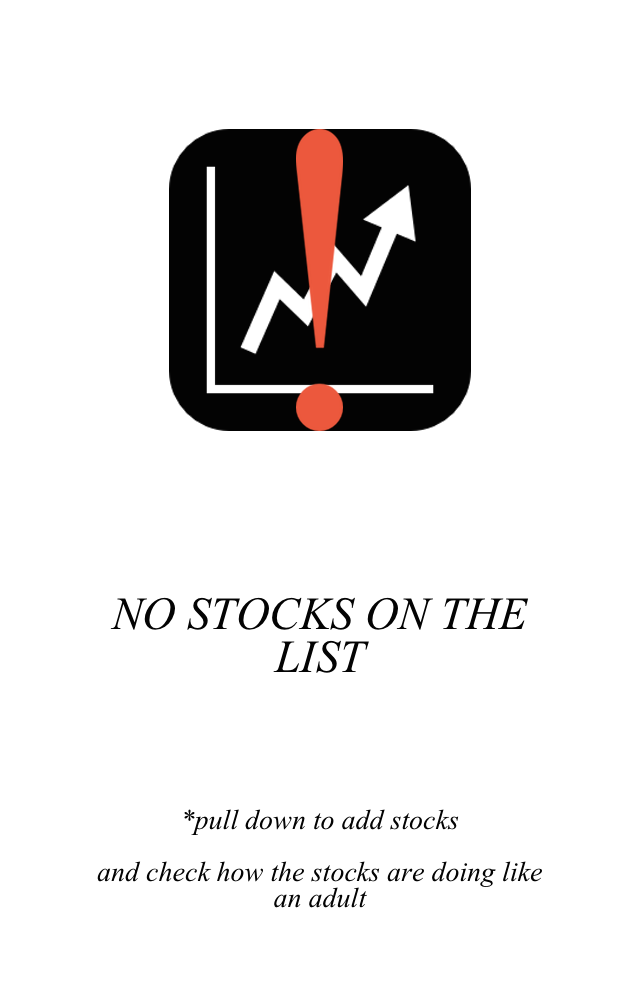 NO STOCKS ON THE
LIST
*pull down to add stocks
and check how the stocks are doing like
an adult